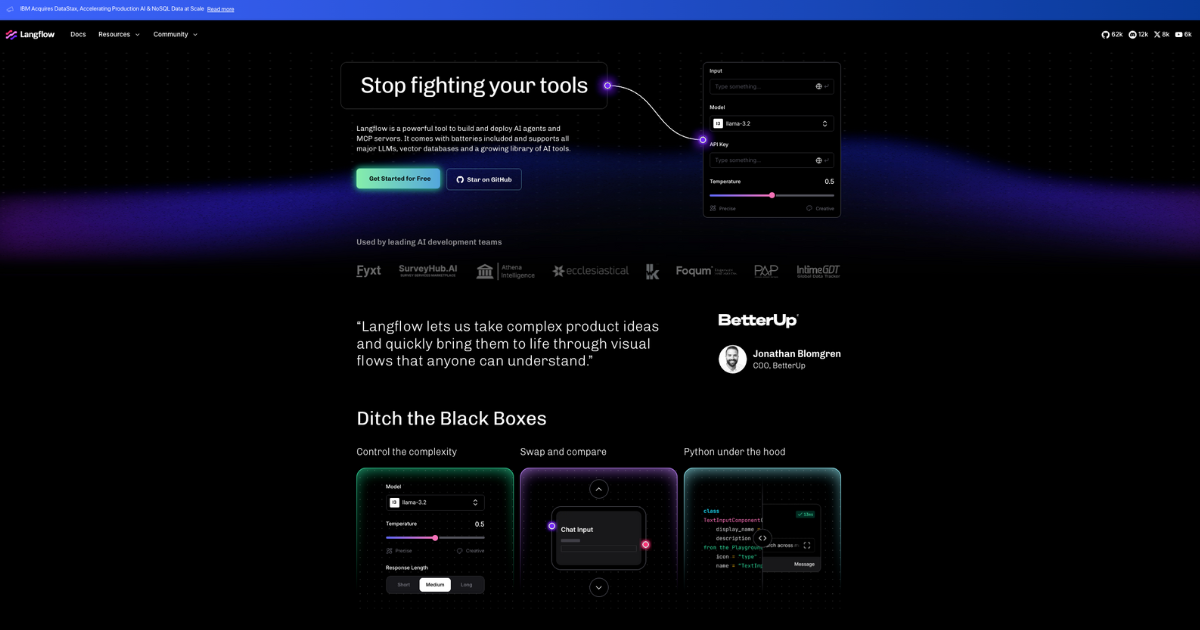 IBM Acquires DataStax, Accelerating Production AI & NoSQL Data at Scale Read more
Langflow
Docs
Resources
Community
62k
12k
8k
6k
Stop fighting your tools
Langflow is a powerful tool to build and deploy AI agents and
MCP servers. It comes with batteries included and supports all
major LLMs, vector databases and a growing library of AI tools.
Get Started for Free
Star on GitHub
Input
Type something...
Model
llama-3.2
API Key
Type something...
Temperature
0.5
Precise
Creative
Used by leading AI development teams
Fyxt
SurveyHub.AI
Athena
Intelligence
ecclesiastical
Foqum
PAP
IntimeGDT
“Langflow lets us take complex product ideas
and quickly bring them to life through visual
flows that anyone can understand.”
BetterUp
Jonathan Blomgren
COO, BetterUp
Ditch the Black Boxes
Control the complexity
Model
llama-3.2
Temperature
0.5
Precise
Creative
Response Length
Short
Medium
Long
Swap and compare
Chat Input
Python under the hood
class
TextInputComponent(
display_name =
description
from the Playgroun
icon = "type"
name = "TextInp
Message